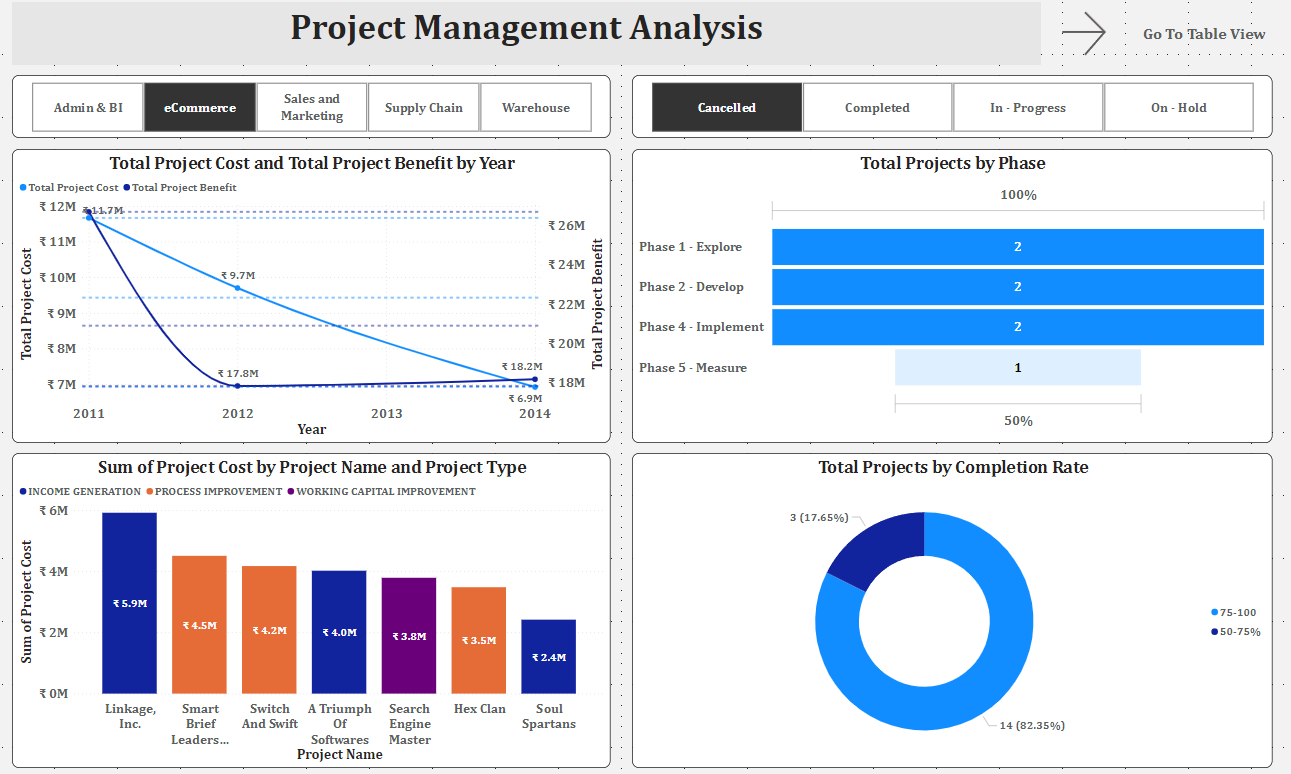 Project Management Analysis
Go To Table View
Admin & BI
eCommerce
Sales and
Marketing
Supply Chain
Warehouse
Cancelled
Completed
In - Progress
On - Hold
Total Project Cost and Total Project Benefit by Year
Total Project Cost
Total Project Benefit
₹ 12M
₹ 11M
₹ 10M
₹ 9M
₹ 8M
₹ 7M
Total Project Cost
₹ 11.7M
₹ 9.7M
₹ 17.8M
₹ 18.2M
₹ 6.9M
₹ 26M
₹ 24M
₹ 22M
₹ 20M
₹ 18M
Total Project Benefit
2011
2012
2013
2014
Year
Total Projects by Phase
100%
Phase 1 - Explore
2
Phase 2 - Develop
2
Phase 4 - Implement
2
Phase 5 - Measure
1
50%
Sum of Project Cost by Project Name and Project Type
INCOME GENERATION
PROCESS IMPROVEMENT
WORKING CAPITAL IMPROVEMENT
₹ 6M
₹ 4M
₹ 2M
₹ 0M
Sum of Project Cost
₹ 5.9M
₹ 4.5M
₹ 4.2M
₹ 4.0M
₹ 3.8M
₹ 3.5M
₹ 2.4M
Linkage,
Inc.
Smart
Brief
Leaders...
Switch
And Swift
A Triumph
Of
Softwares
Search
Engine
Master
Hex Clan
Soul
Spartans
Project Name
Total Projects by Completion Rate
3 (17.65%)
14 (82.35%)
75-100
50-75%